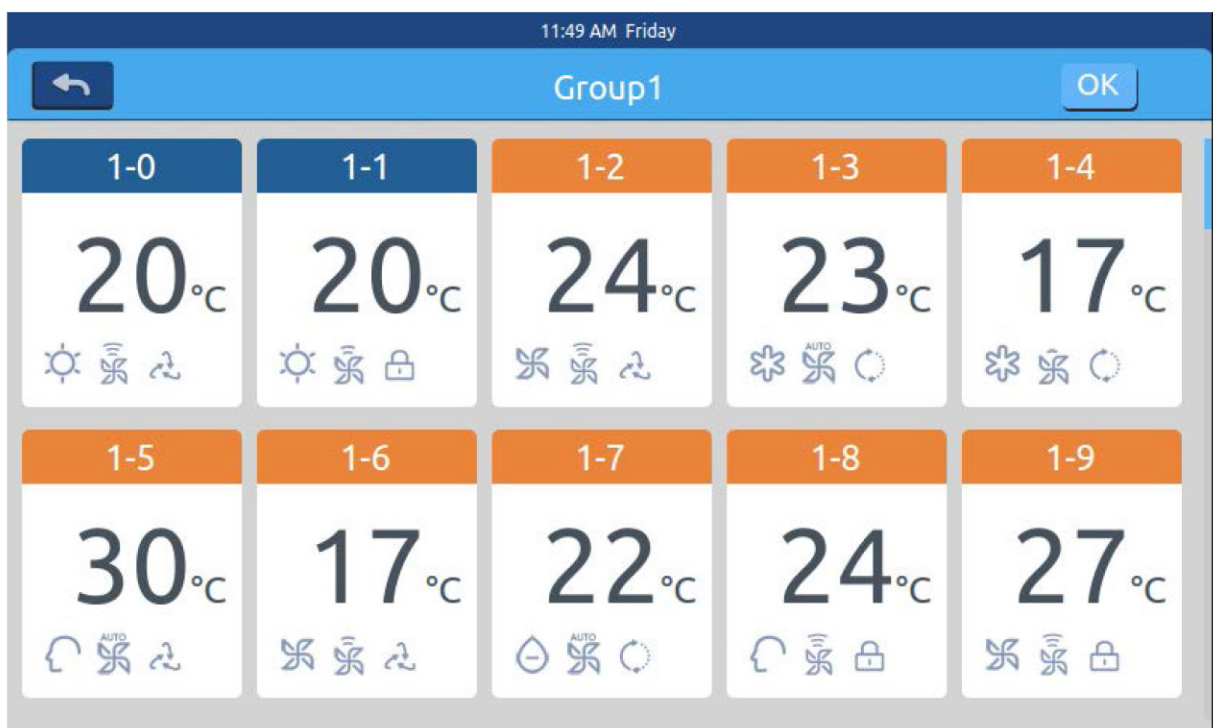 11:49 AM Friday
Group1
OK
1-0
1-1
1-2
1-3
1-4
20°C
20°C
24°C
23°C
17°C
AUTO
1-5
1-6
1-7
1-8
1-9
30°C
17°C
22°C
24°C
27°C
AUTO
AUTO